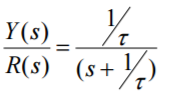 Y(s)/R(s) = (1/τ)/(s + 1/τ)